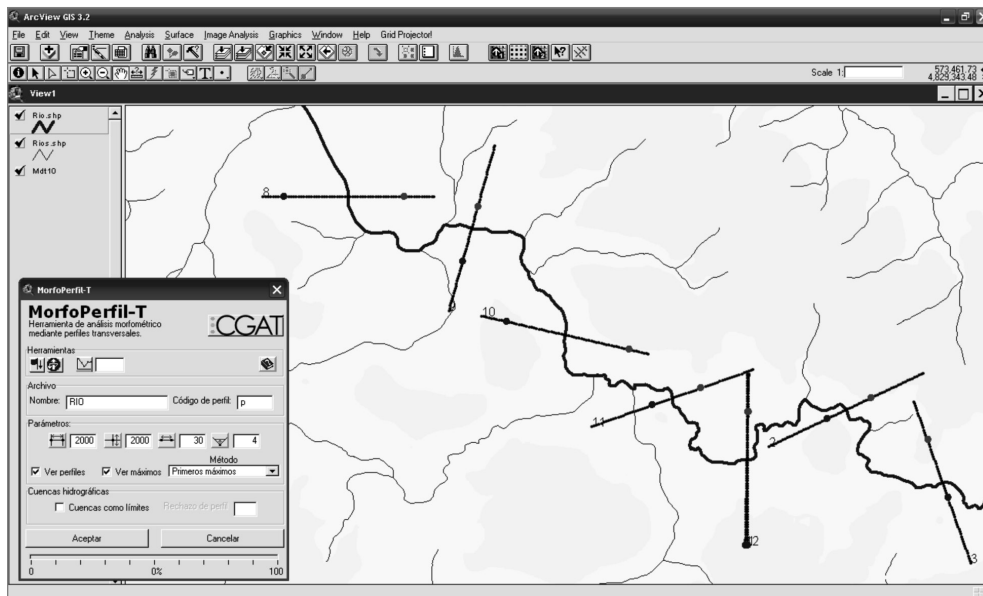 ArcView GIS 3.2
File Edit View Theme Analysis Surface Image Analysis Graphics Window Help Grid Projector!
Scale 1: 573,461.73
4,829,343.48
View1
Rio.shp
Rios.shp
Mdt10
8
9
10
11
12
2
3
MorfoPerfil-T
MorfoPerfil-T
Herramienta de análisis morfométrico
mediante perfiles transversales.
CGAT
Herramientas
Archivo
Nombre: RIO Código de perfil: p
Parámetros:
2000 2000 30 4
Método
Ver perfiles Ver máximos Primeros máximos
Cuencas hidrográficas
Cuencas como límites Rechazo de perfil
Aceptar Cancelar
0 0% 100